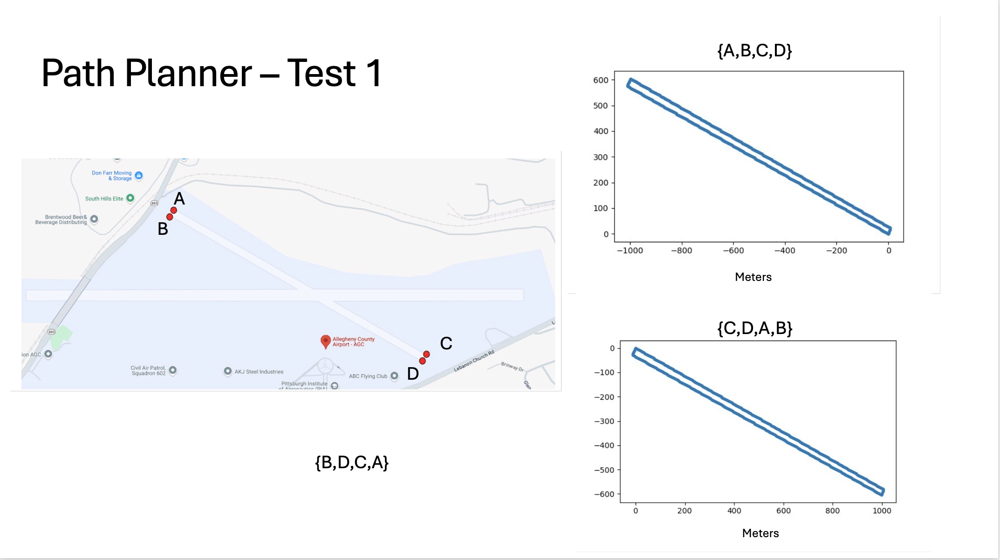 Path Planner – Test 1
Don Farr Moving
& Storage
South Hills Elite
885
Brentwood Beer&
Beverage Distributing
A
B
885
ion AGC
Civil Air Patrol,
Squadron 602
AKJ Steel Industries
Allegheny County
Airport - AGC
Pittsburgh Institute
of Aeronautics (PIA)
ABC Flying Club
C
D
Lebanon Church Rd
Brinway Dr
Glen
L
{B,D,C,A}
{A,B,C,D}
600
500
400
300
200
100
0
−1000 −800 −600 −400 −200 0
Meters
{C,D,A,B}
0
−100
−200
−300
−400
−500
−600
0 200 400 600 800 1000
Meters